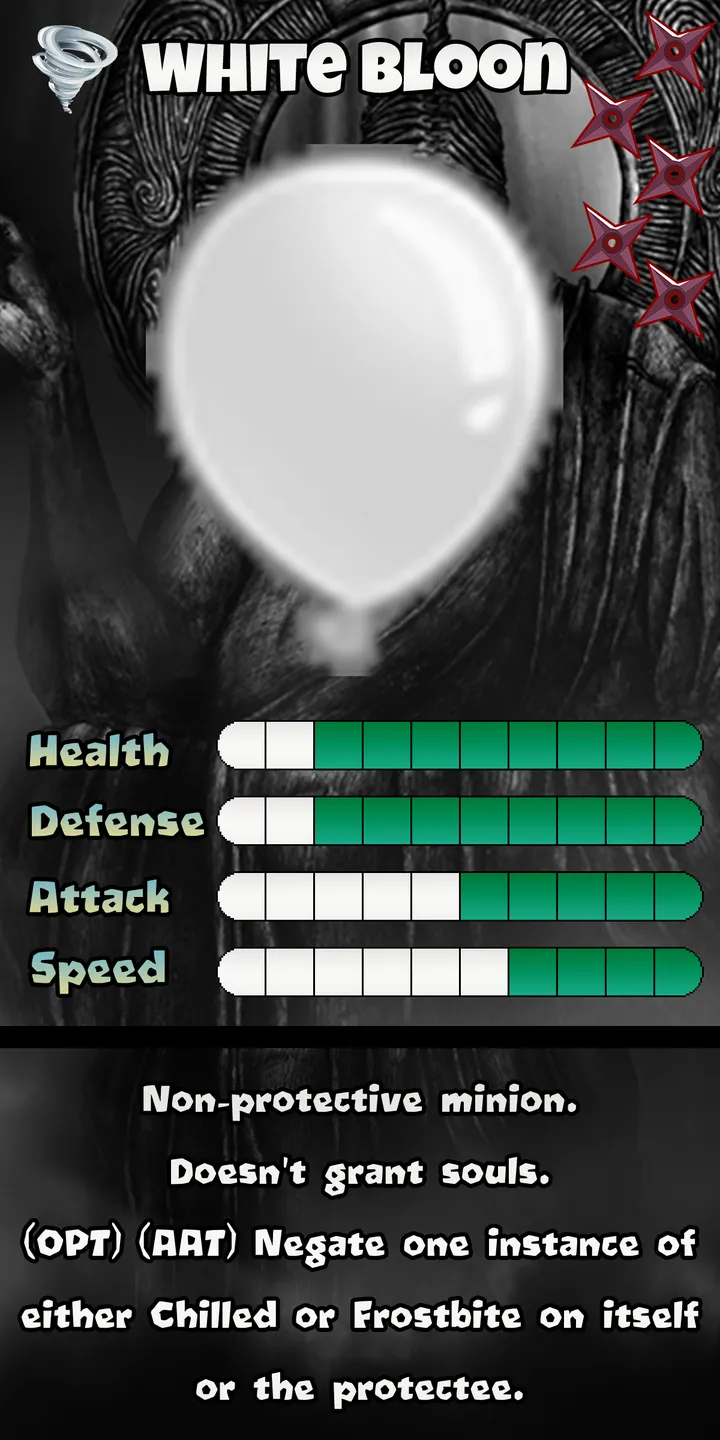 WHITE BLOON
Health
Defense
Attack
Speed
Non-protective minion.
Doesn't grant souls.
(OPT) (AAT) Negate one instance of
either Chilled or Frostbite on itself
or the protectee.